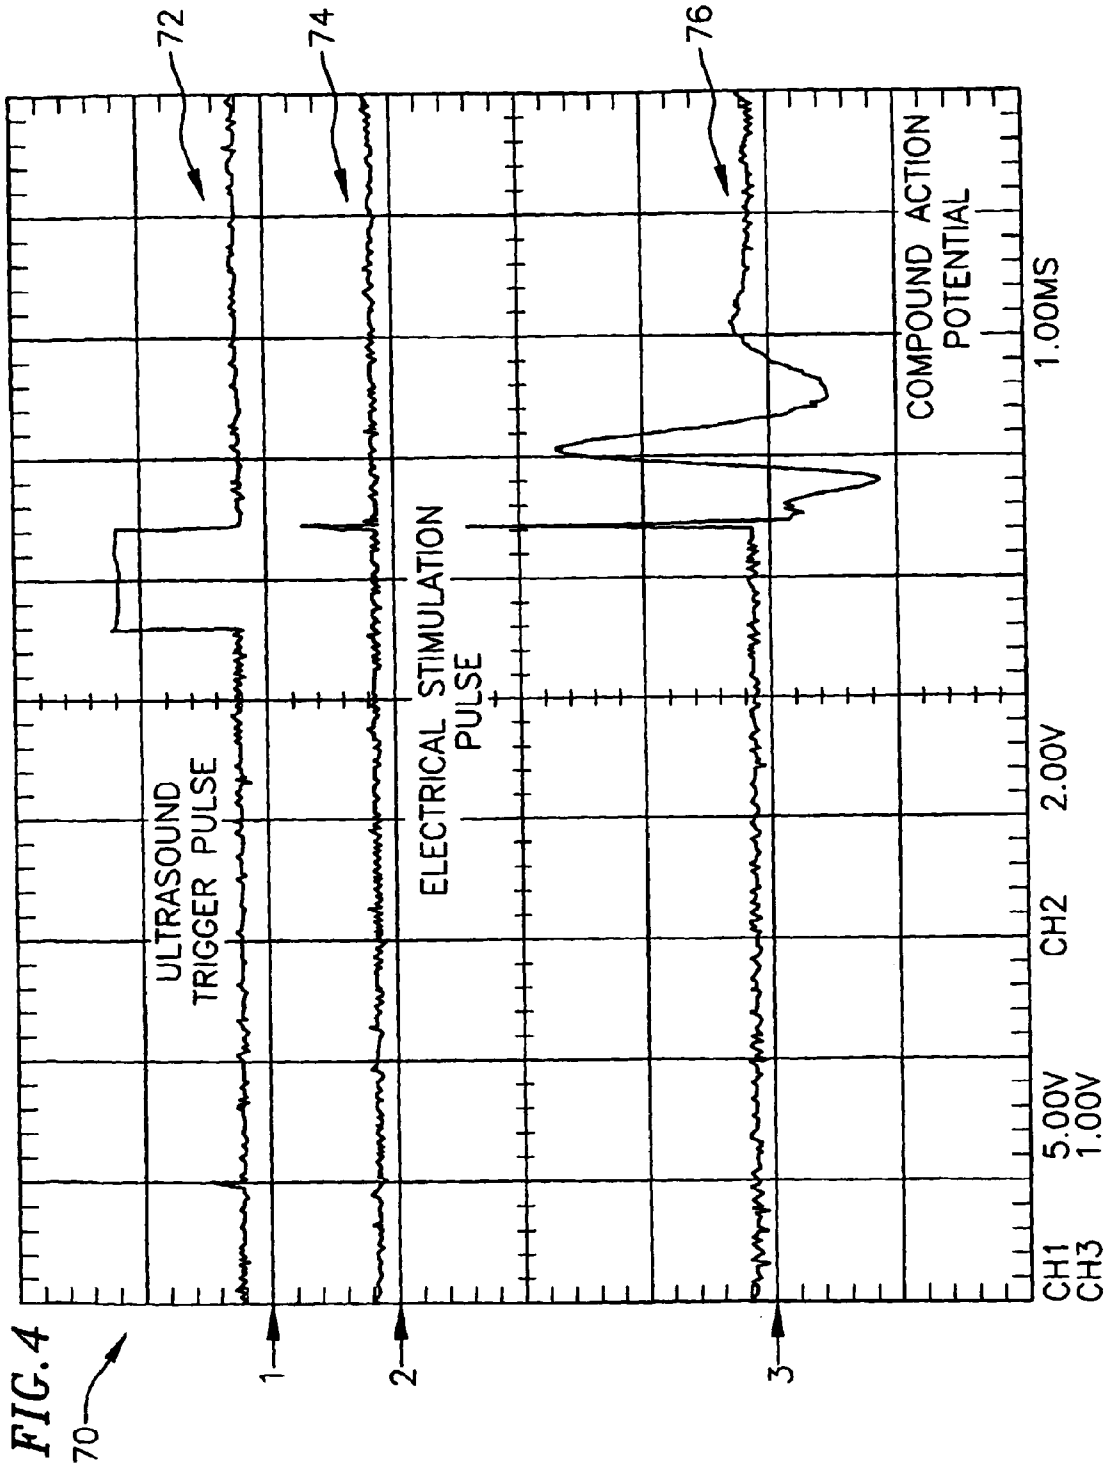 FIG.4
70
72
74
76
1
2
3
ULTRASOUND
TRIGGER PULSE
ELECTRICAL STIMULATION
PULSE
COMPOUND ACTION
POTENTIAL
CH1 5.00V CH2 2.00V 1.00MS
CH3 1.00V